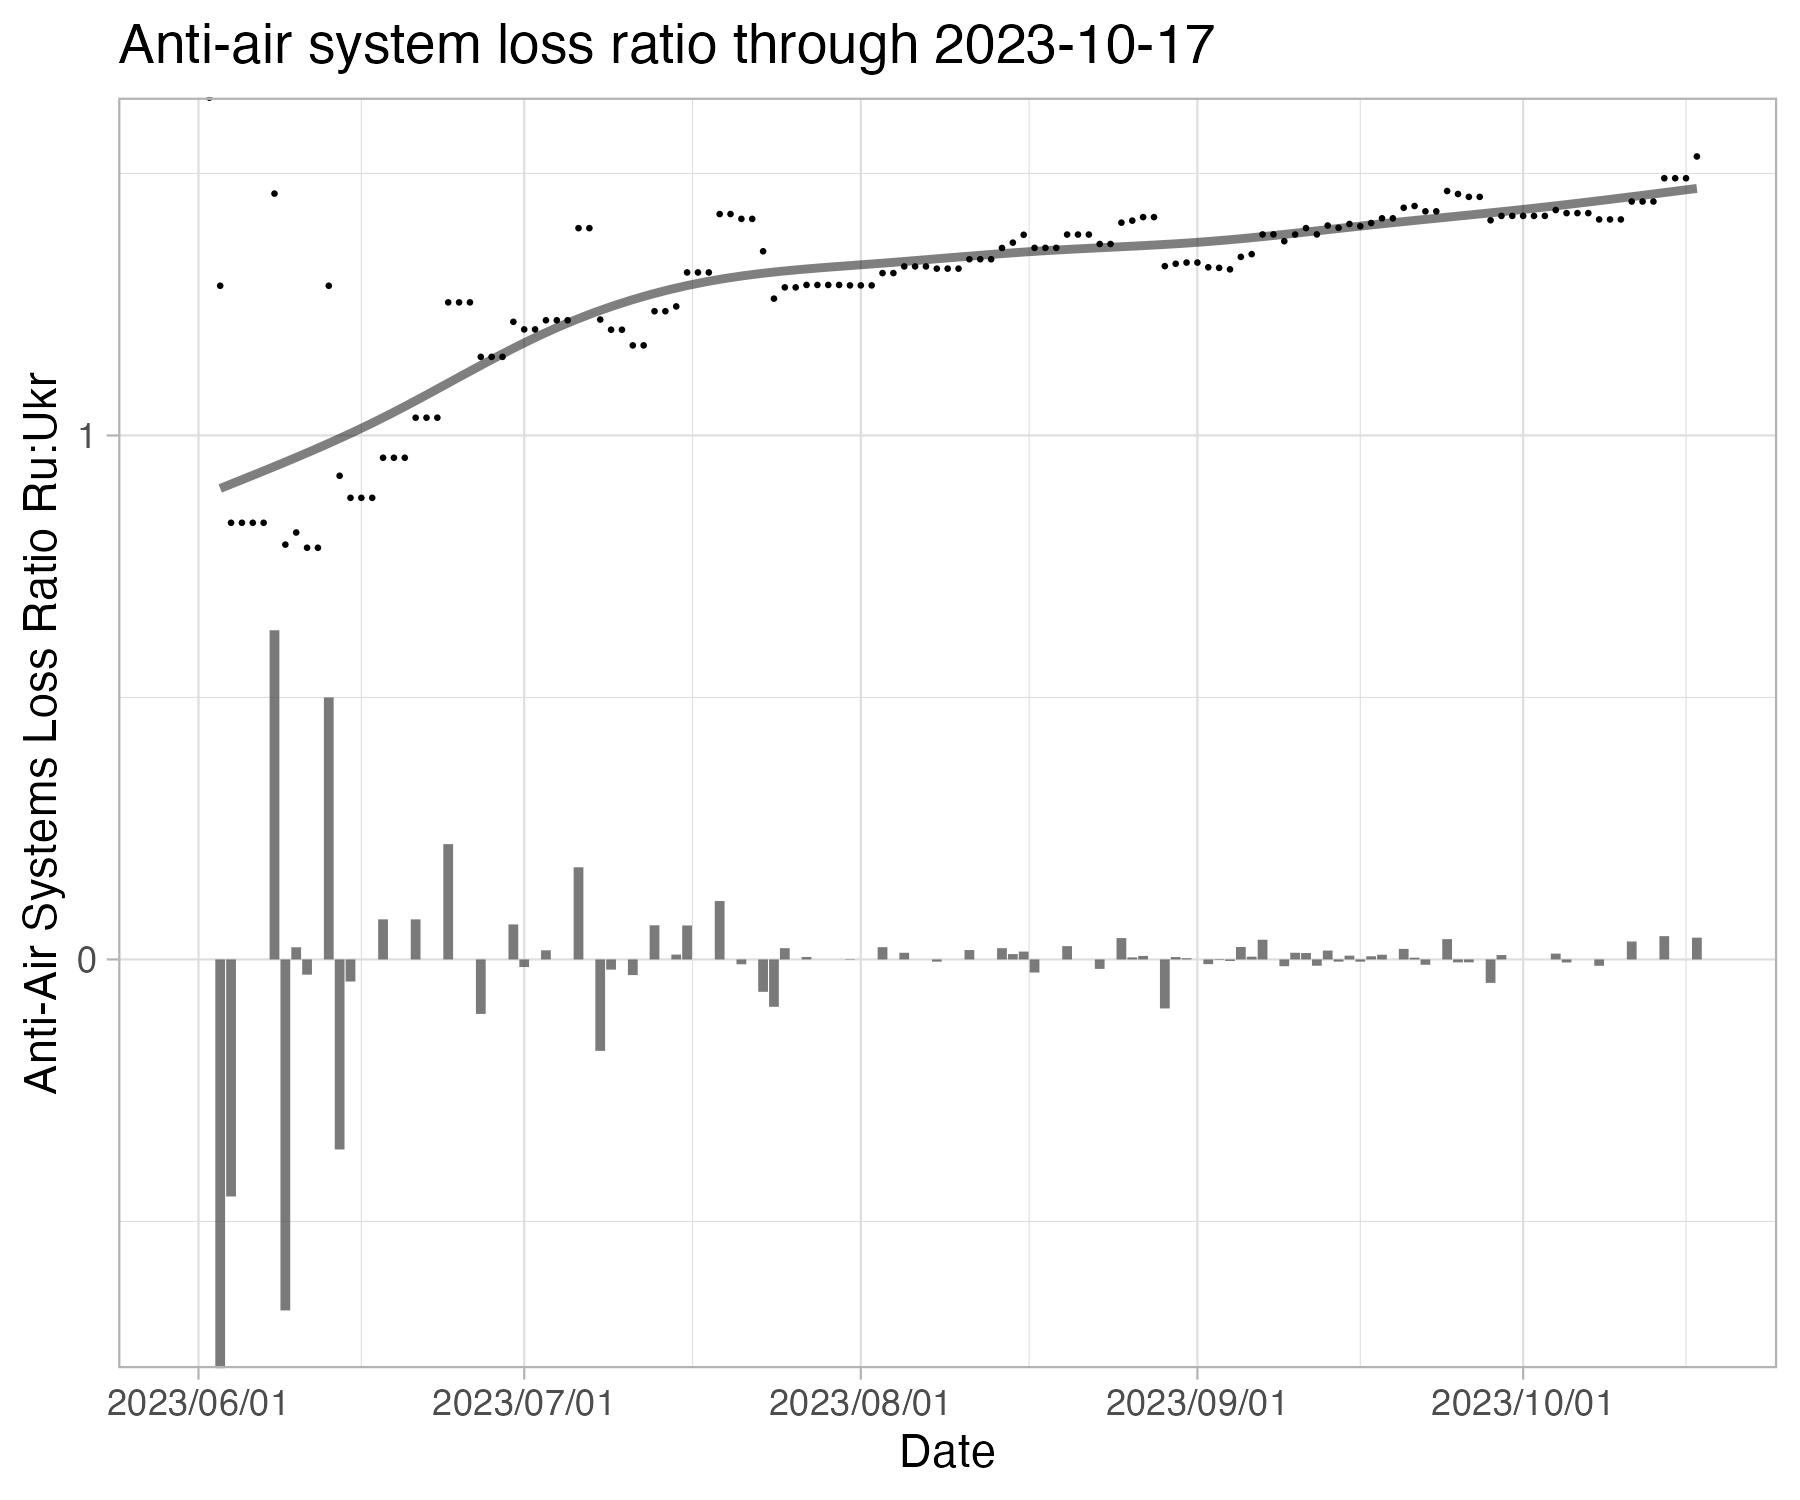 Anti-air system loss ratio through 2023-10-17
Anti-Air Systems Loss Ratio Ru:Ukr
1
0
2023/06/01
2023/07/01
2023/08/01
2023/09/01
2023/10/01
Date